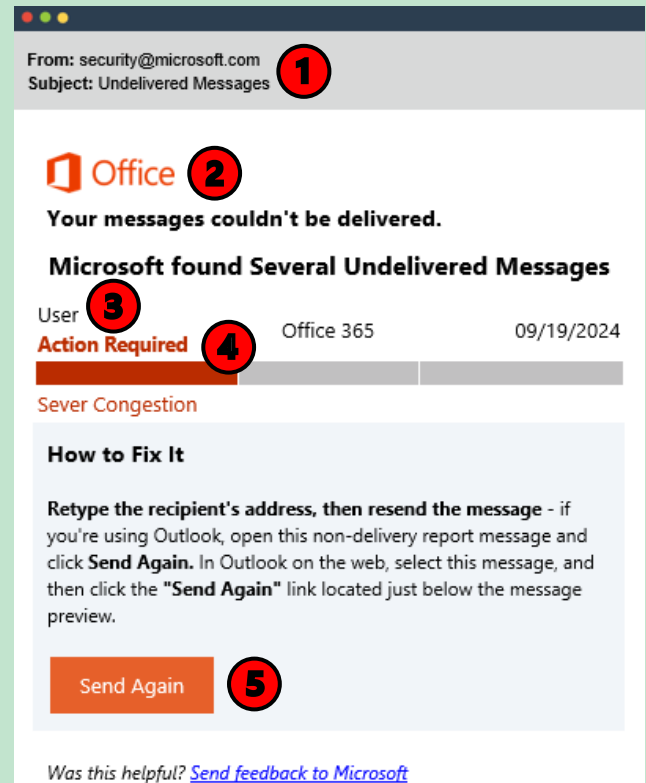 From: security@microsoft.com
Subject: Undelivered Messages
1
Office
2
Your messages couldn't be delivered.
Microsoft found Several Undelivered Messages
User
3
Action Required
4
Office 365
09/19/2024
Sever Congestion
How to Fix It
Retype the recipient's address, then resend the message - if
you're using Outlook, open this non-delivery report message and
click Send Again. In Outlook on the web, select this message, and
then click the "Send Again" link located just below the message
preview.
Send Again
5
Was this helpful? Send feedback to Microsoft